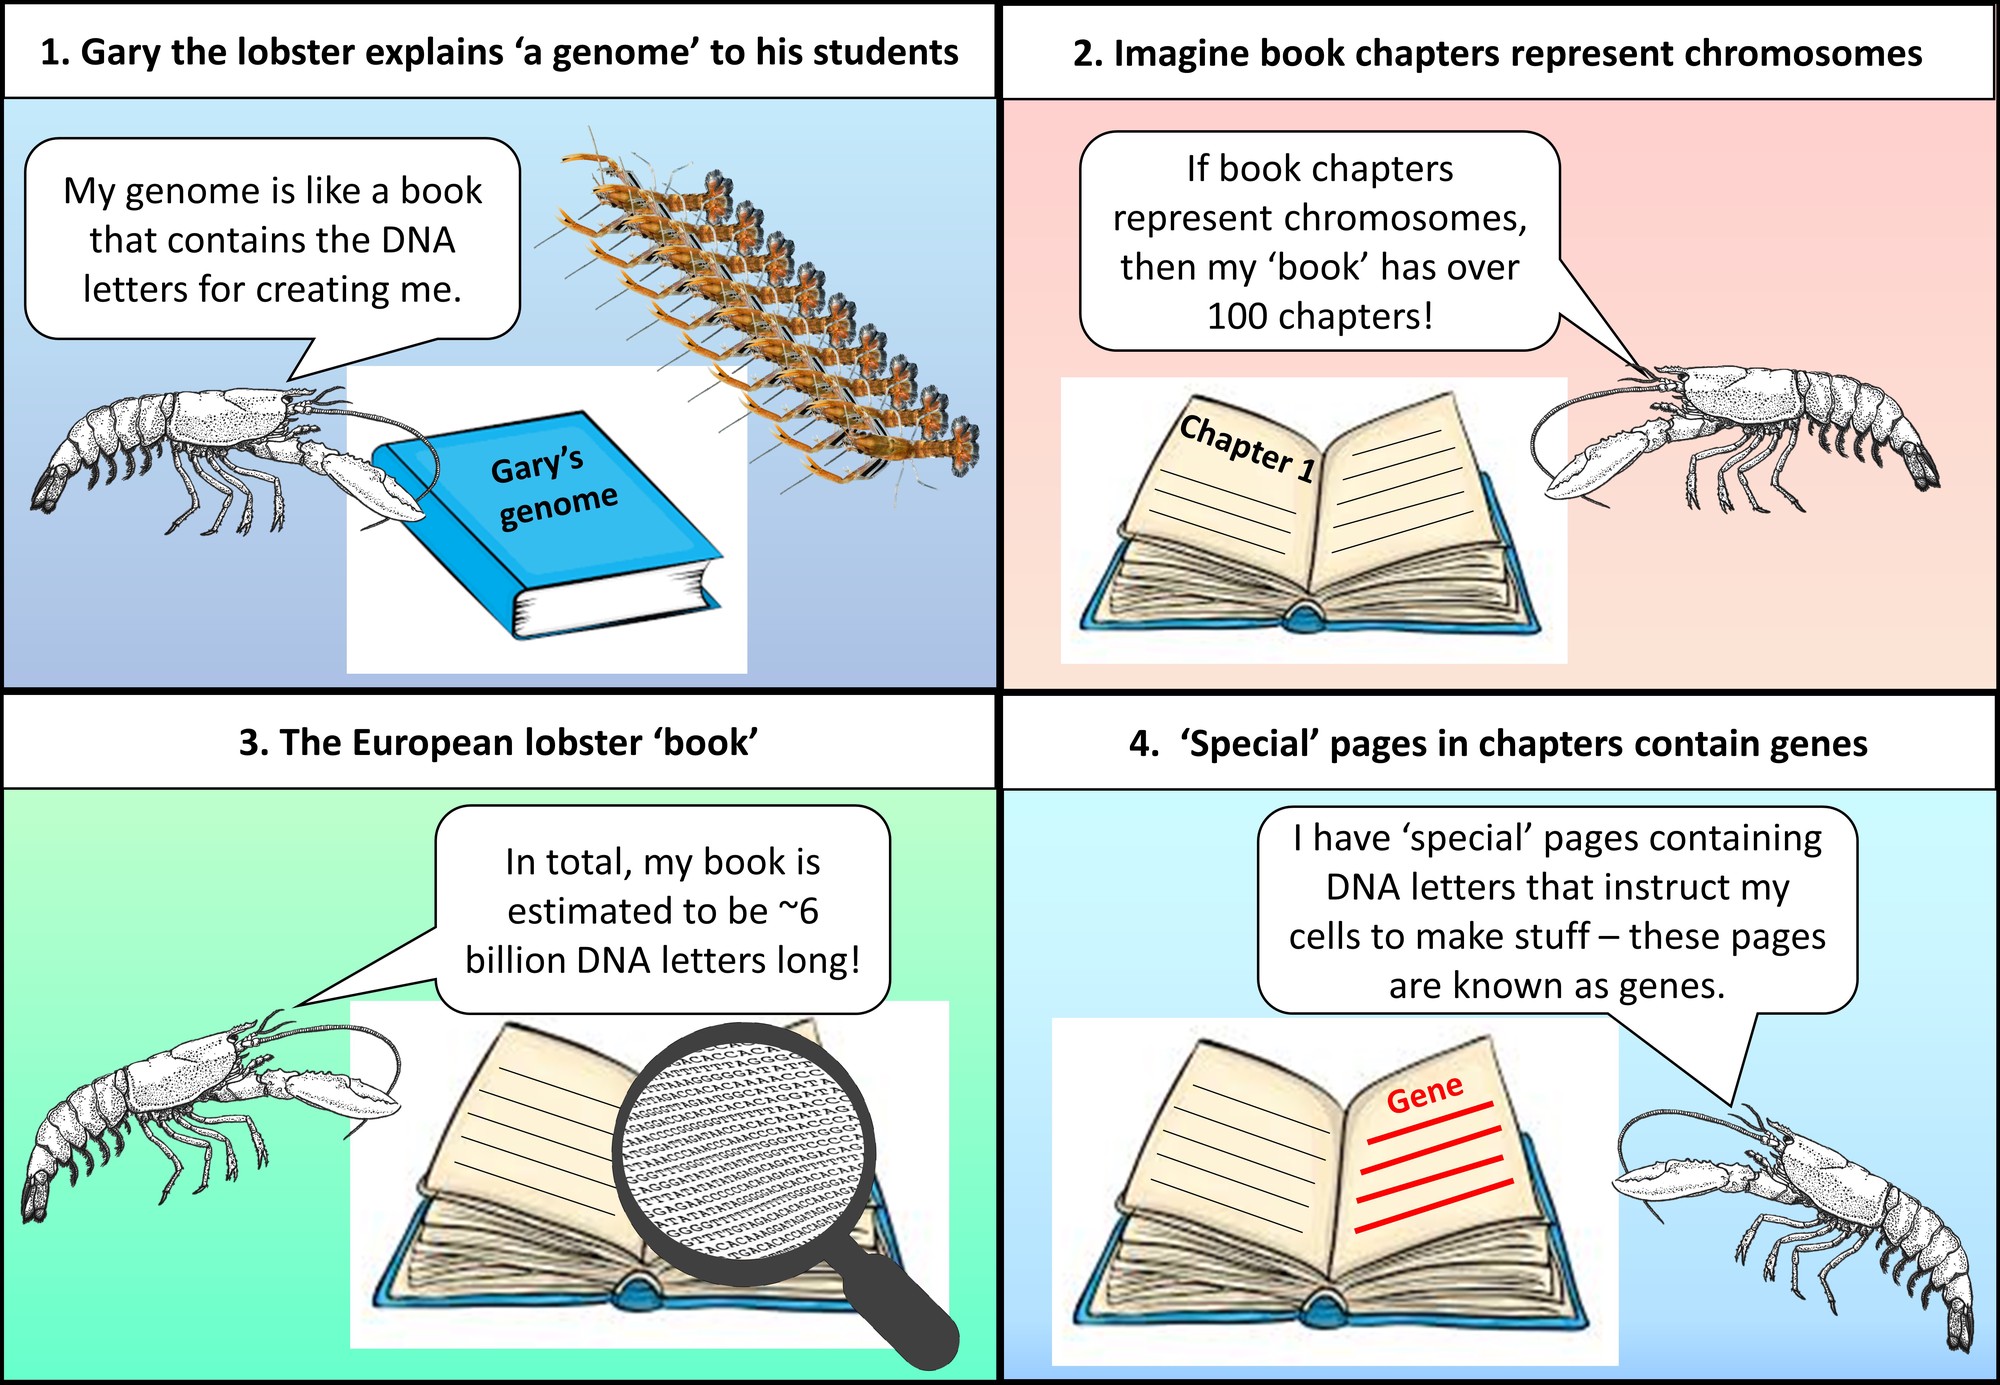 1. Gary the lobster explains ‘a genome’ to his students
My genome is like a book
that contains the DNA
letters for creating me.
Gary’s
genome
2. Imagine book chapters represent chromosomes
If book chapters
represent chromosomes,
then my ‘book’ has over
100 chapters!
Chapter 1
3. The European lobster ‘book’
In total, my book is
estimated to be ~6
billion DNA letters long!
4.  ‘Special’ pages in chapters contain genes
I have ‘special’ pages containing
DNA letters that instruct my
cells to make stuff – these pages
are known as genes.
Gene